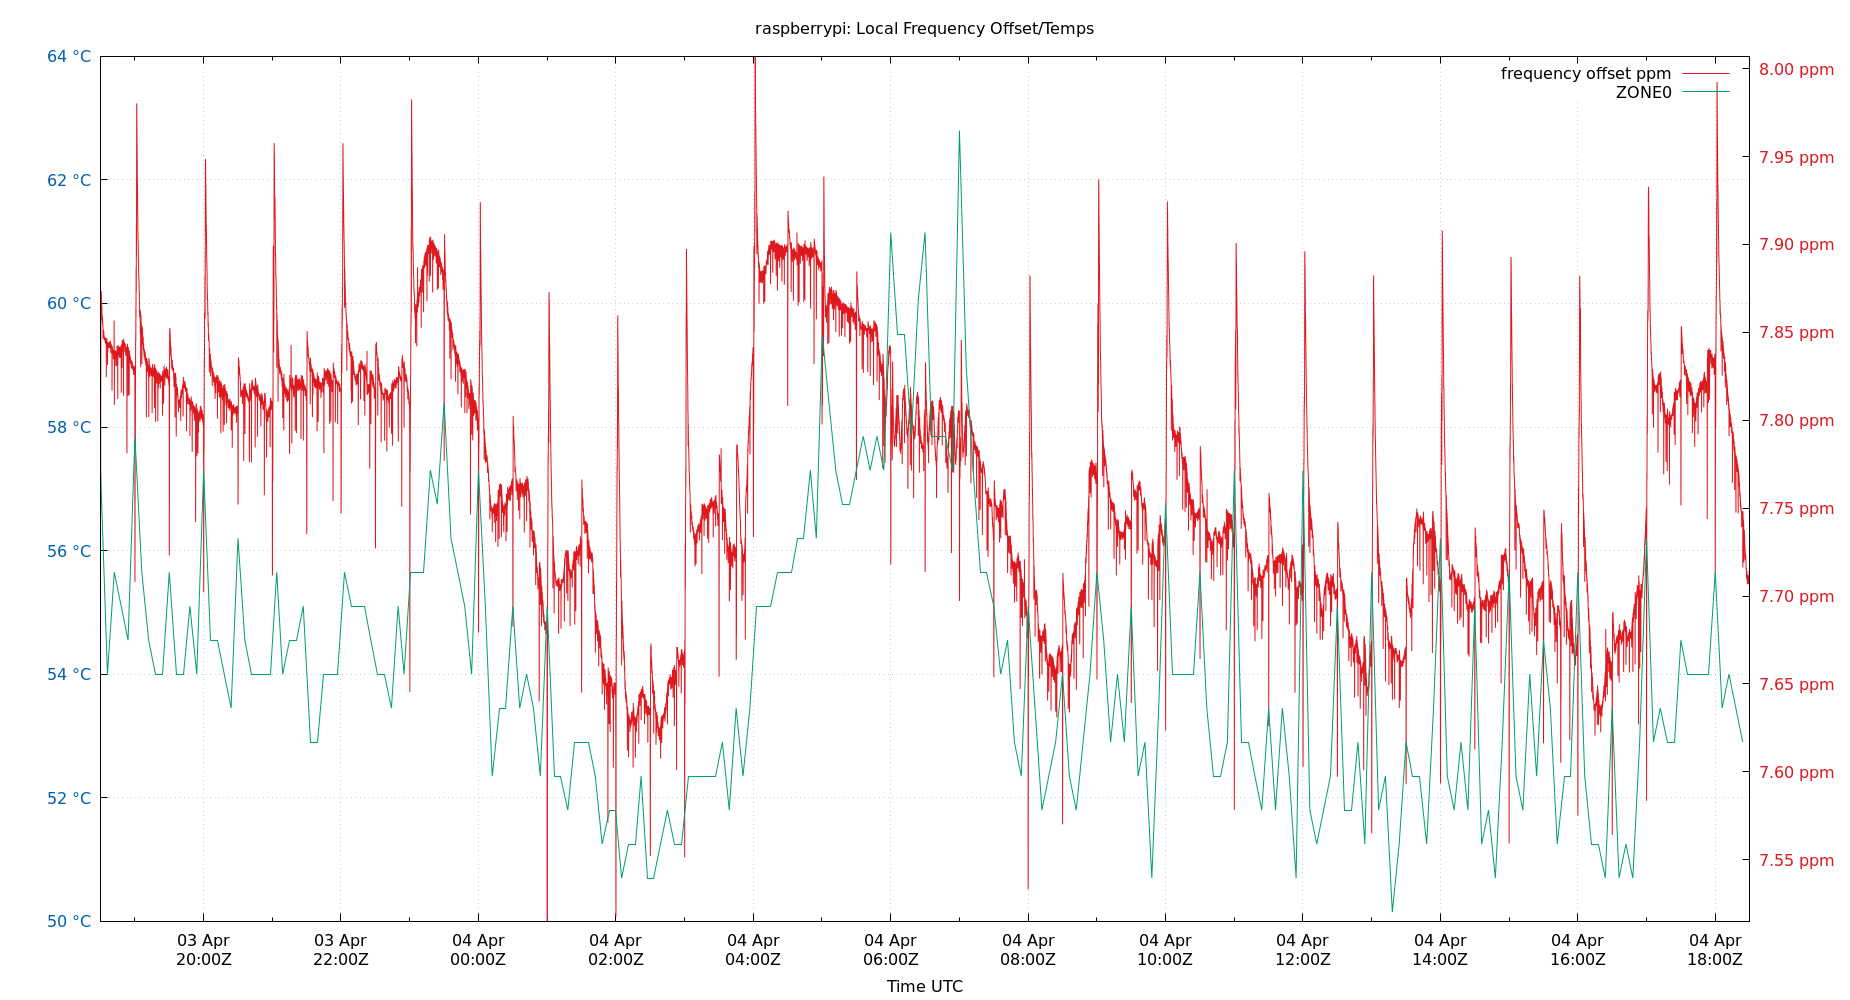 raspberrypi: Local Frequency Offset/Temps
64 °C
62 °C
60 °C
58 °C
56 °C
54 °C
52 °C
50 °C
frequency offset ppm
ZONE0
8.00 ppm
7.95 ppm
7.90 ppm
7.85 ppm
7.80 ppm
7.75 ppm
7.70 ppm
7.65 ppm
7.60 ppm
7.55 ppm
03 Apr
20:00Z
03 Apr
22:00Z
04 Apr
00:00Z
04 Apr
02:00Z
04 Apr
04:00Z
04 Apr
06:00Z
04 Apr
08:00Z
04 Apr
10:00Z
04 Apr
12:00Z
04 Apr
14:00Z
04 Apr
16:00Z
04 Apr
18:00Z
Time UTC